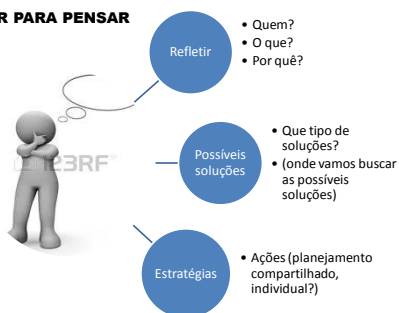 R PARA PENSAR
Refletir
• Quem?
• O que?
• Por quê?
Possíveis
soluções
• Que tipo de
soluções?
• (onde vamos buscar
as possíveis
soluções)
Estratégias
• Ações (planejamento
compartilhado,
individual?)
123RF